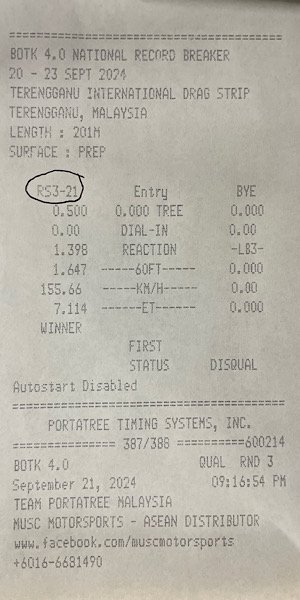 ========================================
BOTK 4.0 NATIONAL RECORD BREAKER
20 - 23 SEPT 2024
TERENGGANU INTERNATIONAL DRAG STRIP
TERENGGANU, MALAYSIA
LENGTH : 201M
SURFACE : PREP
RS3-21 Entry BYE
0.500 0.000 TREE 0.000
0.00 DIAL-IN 0.00
1.398 REACTION -LB3-
1.647 ------60FT----- 0.000
155.66 -----KM/H----- 0.00
7.114 ------ET------ 0.000
WINNER
FIRST
STATUS DISQUAL
Autostart Disabled
========================================
PORTATREE TIMING SYSTEMS, INC.
=============== 387/388 ==========600214
BOTK 4.0 QUAL RND 3
September 21, 2024 09:16:54 PM
TEAM PORTATREE MALAYSIA
MUSC MOTORSPORTS - ASEAN DISTRIBUTOR
www.facebook.com/muscmotorsports
+6016-6681490